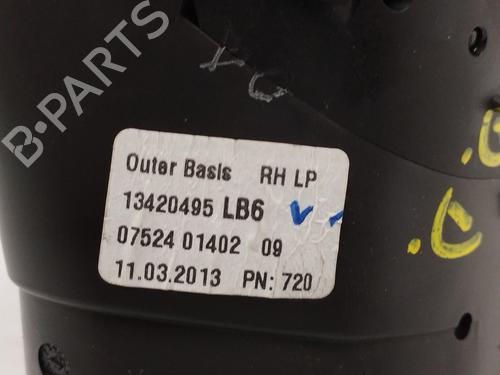 B-PARTS
Outer Basis RH LP
13420495 LB6
07524 01402 09
11.03.2013 PN: 720